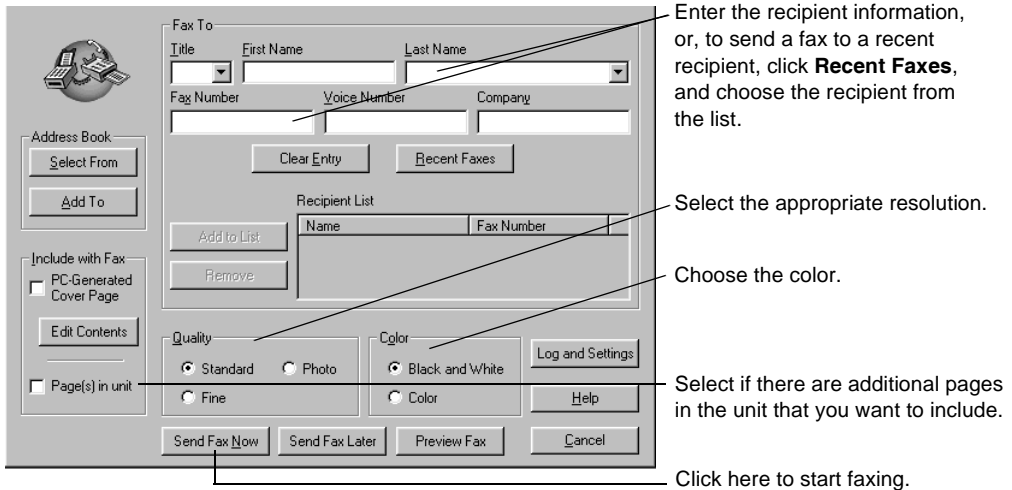 Fax To
Title First Name Last Name
Fax Number Voice Number Company
Clear Entry Recent Faxes
Address Book
Select From
Add To
Recipient List
Name Fax Number
Add to List
Remove
Include with Fax
PC-Generated
Cover Page
Edit Contents
Page(s) in unit
Quality
Standard Photo
Fine
Color
Black and White
Color
Log and Settings
Help
Send Fax Now Send Fax Later Preview Fax Cancel
Enter the recipient information,
or, to send a fax to a recent
recipient, click Recent Faxes,
and choose the recipient from
the list.
Select the appropriate resolution.
Choose the color.
Select if there are additional pages
in the unit that you want to include.
Click here to start faxing.